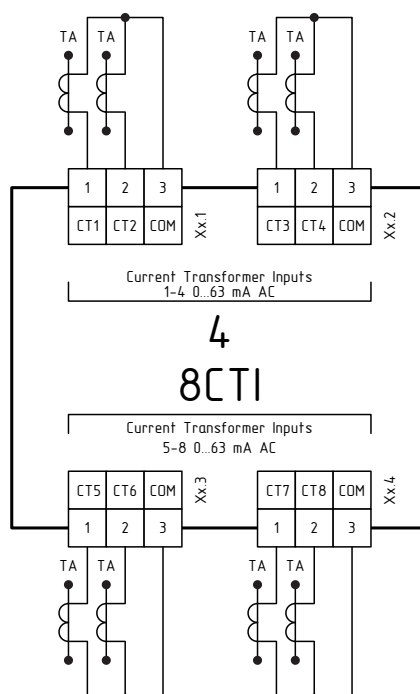 TA TA TA TA
1 2 3 1 2 3
CT1 CT2 COM Xx.1 CT3 CT4 COM Xx.2
Current Transformer Inputs
1-4 0...63 mA AC
4
8CTI
Current Transformer Inputs
5-8 0...63 mA AC
CT5 CT6 COM Xx.3 CT7 CT8 COM Xx.4
1 2 3 1 2 3
TA TA TA TA